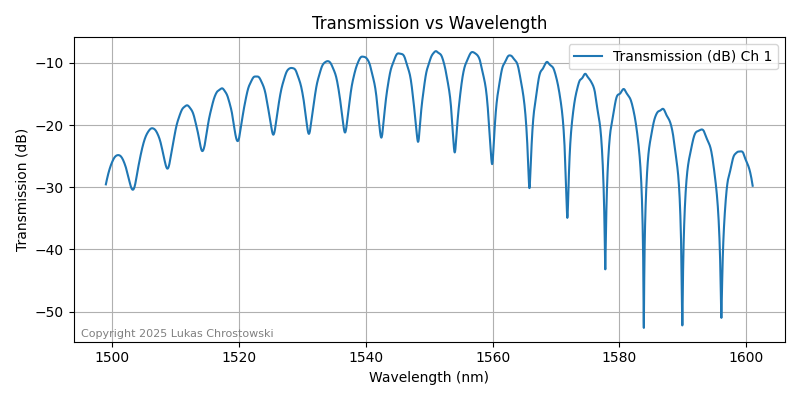 Transmission vs Wavelength
Transmission (dB) Ch 1
Transmission (dB)
−10
−20
−30
−40
−50
Copyright 2025 Lukas Chrostowski
1500
1520
1540
1560
1580
1600
Wavelength (nm)